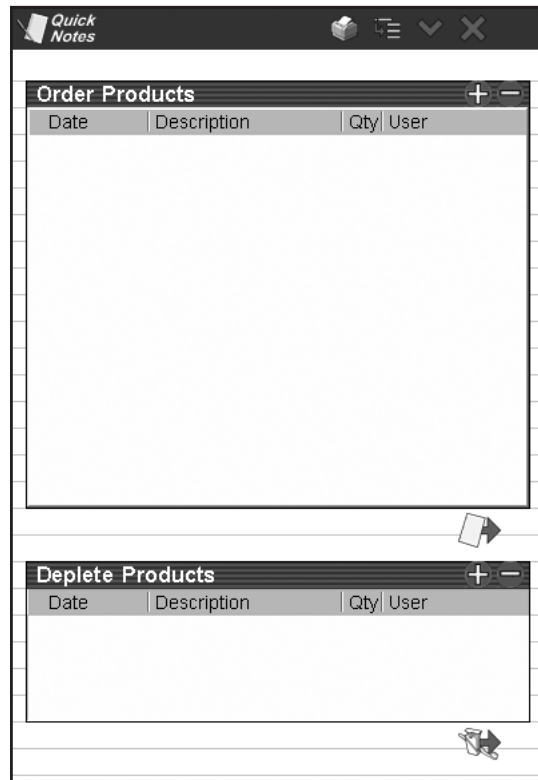 Quick
Notes
Order Products
Date Description Qty User
Deplete Products
Date Description Qty User